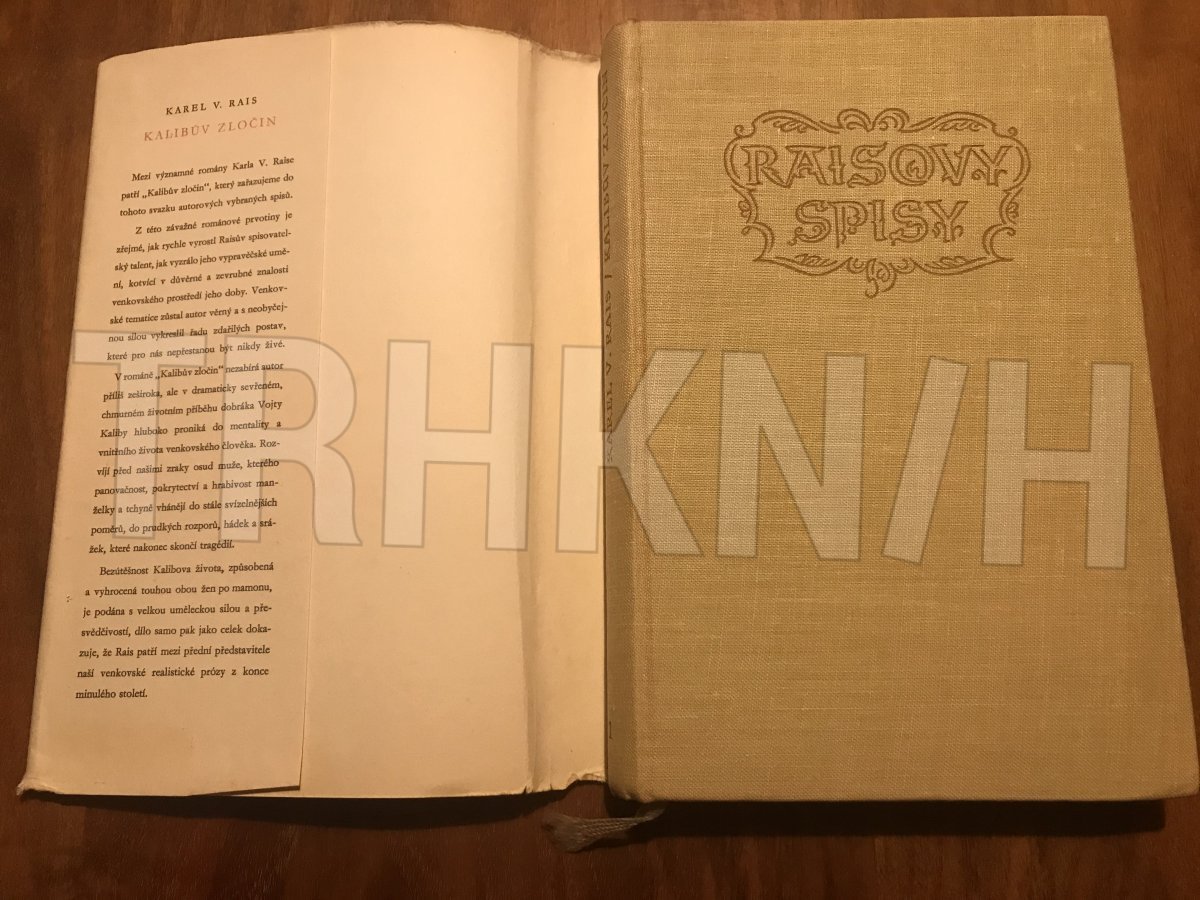 KAREL V. RAIS
KALIBŮV ZLOČIN
Mezi významné romány Karla V. Raise
patří „Kalibův zločin“, který zařazujeme do
tohoto svazku autorových vybraných spisů.
Z této závažné románové prvotiny je
zřejmé, jak rychle vyrostl Raisův spisovatel-
ský talent, jak vyzrálo jeho vypravěčské umě-
ní, kotvící v důvěrné a zevrubné znalosti
venkovského prostředí jeho doby. Venkov-
ské tematice zůstal autor věrný a s neobyčej-
nou silou vykreslil řadu zdařilých postav,
které pro nás nepřestanou být nikdy živé.
V románě „Kalibův zločin“ nezabírá autor
příliš zeširoka, ale v dramaticky sevřeném,
chmurném životním příběhu dobráka Vojty
Kaliby hluboko proniká do mentality a
vnitřního života venkovského člověka. Roz-
víjí před našimi zraky osud muže, kterého
panovačnost, pokrytectví a hrabivost man-
želky a tchyně vhánějí do stále svízelnějších
poměrů, do prudkých rozporů, hádek a srá-
žek, které nakonec skončí tragédií.
Bezútěšnost Kalibova života, způsobená
a vyhrocená touhou obou žen po mamonu,
je podána s velkou uměleckou silou a pře-
svědčivostí, dílo samo pak jako celek doka-
zuje, že Rais patří mezi přední představitele
naší venkovské realistické prózy z konce
minulého století.
KAREL V. RAIS / KALIBŮV ZLOČIN
RAISOVY
SPISY
TRHKN/H